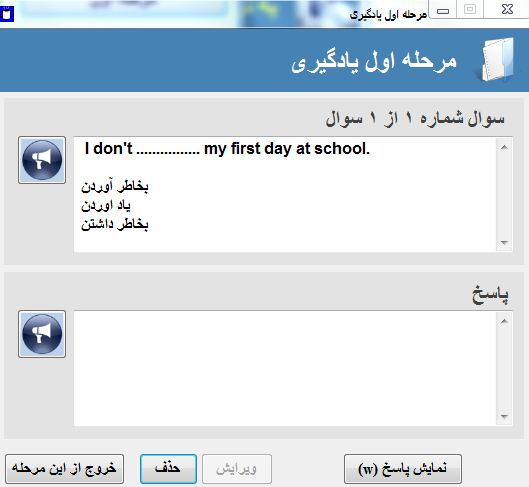 مرحله اول یادگیری
مرحله اول یادگیری
سوال شماره ۱ از ۱ سوال
I don't ................ my first day at school.
بخاطر آوردن
یاد اوردن
بخاطر داشتن
پاسخ
نمایش پاسخ (w)
ویرایش
حذف
خروج از این مرحله